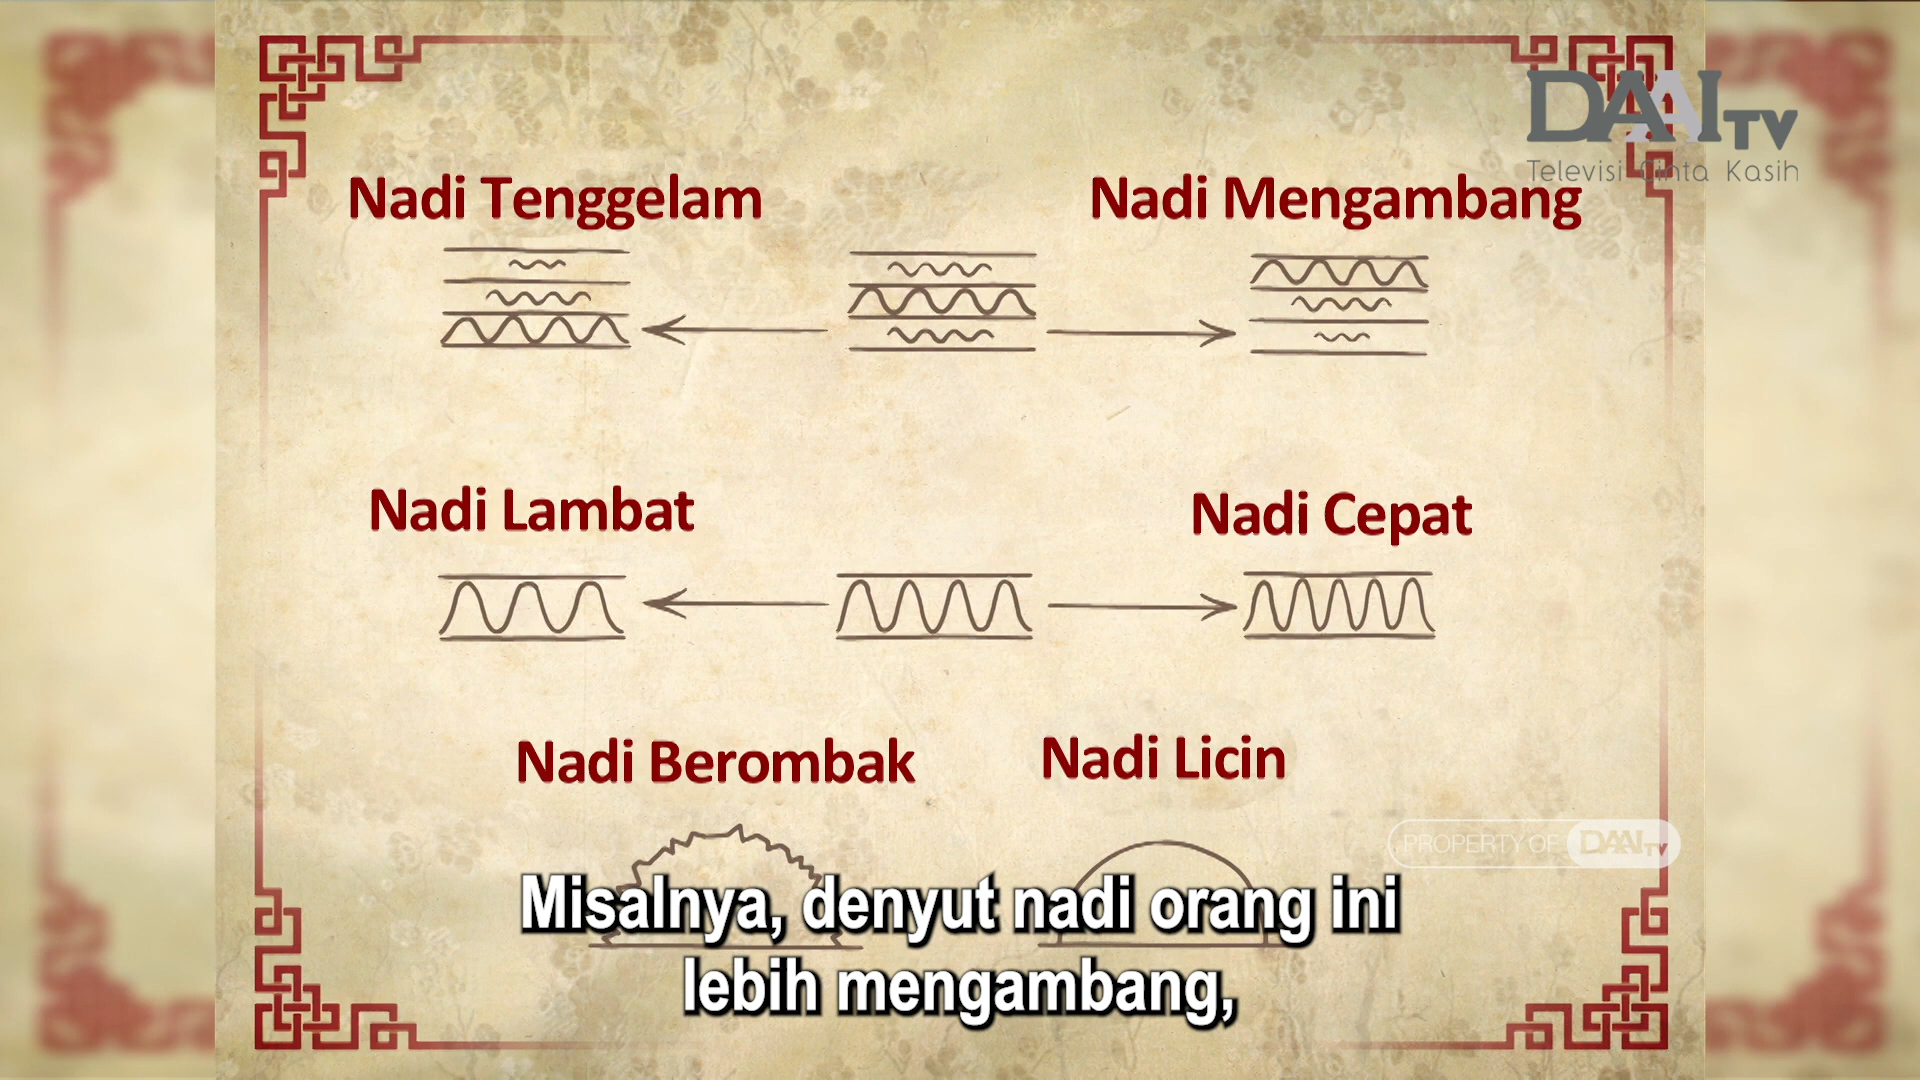 DAAI TV
Televisi Cinta Kasih
Nadi Tenggelam
Nadi Mengambang
Nadi Lambat
Nadi Cepat
Nadi Berombak
Nadi Licin
PROPERTY OF DAAI TV
Misalnya, denyut nadi orang ini
lebih mengambang,